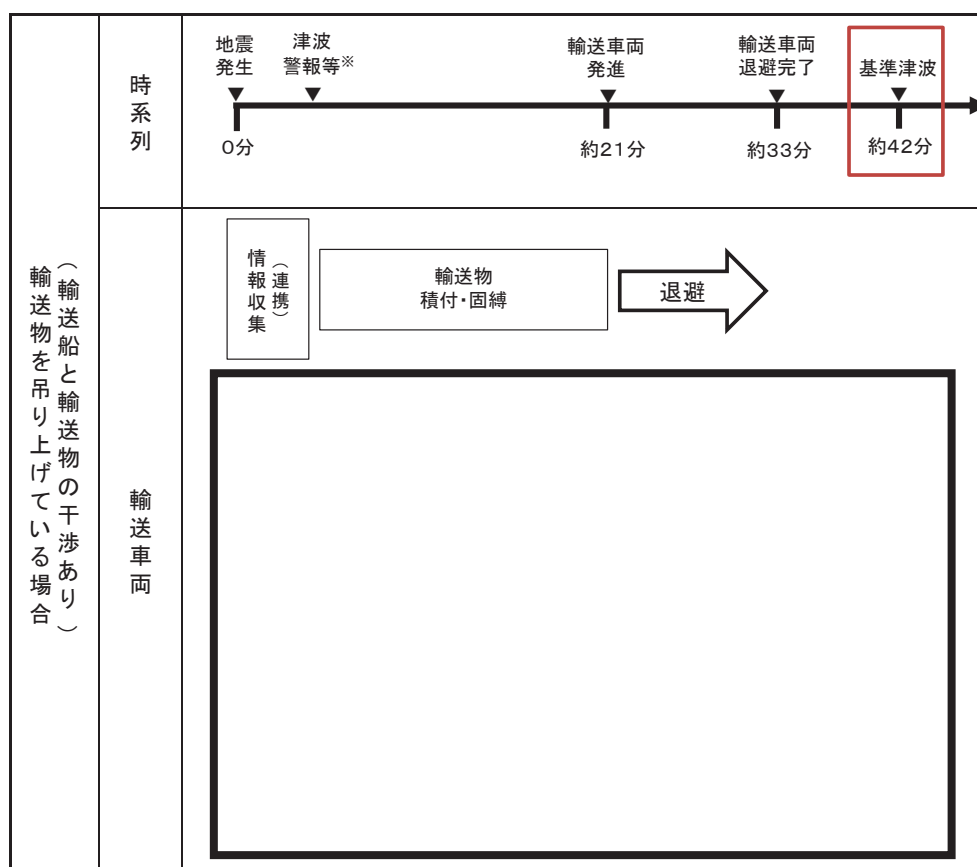 輸送物を吊り上げている場合
（輸送船と輸送物の干渉あり）
時系列
地震
発生
津波
警報等※
輸送車両
発進
輸送車両
退避完了
基準津波
0分
約21分
約33分
約42分
輸送車両
情報収集
（連携）
輸送物
積付・固縛
退避